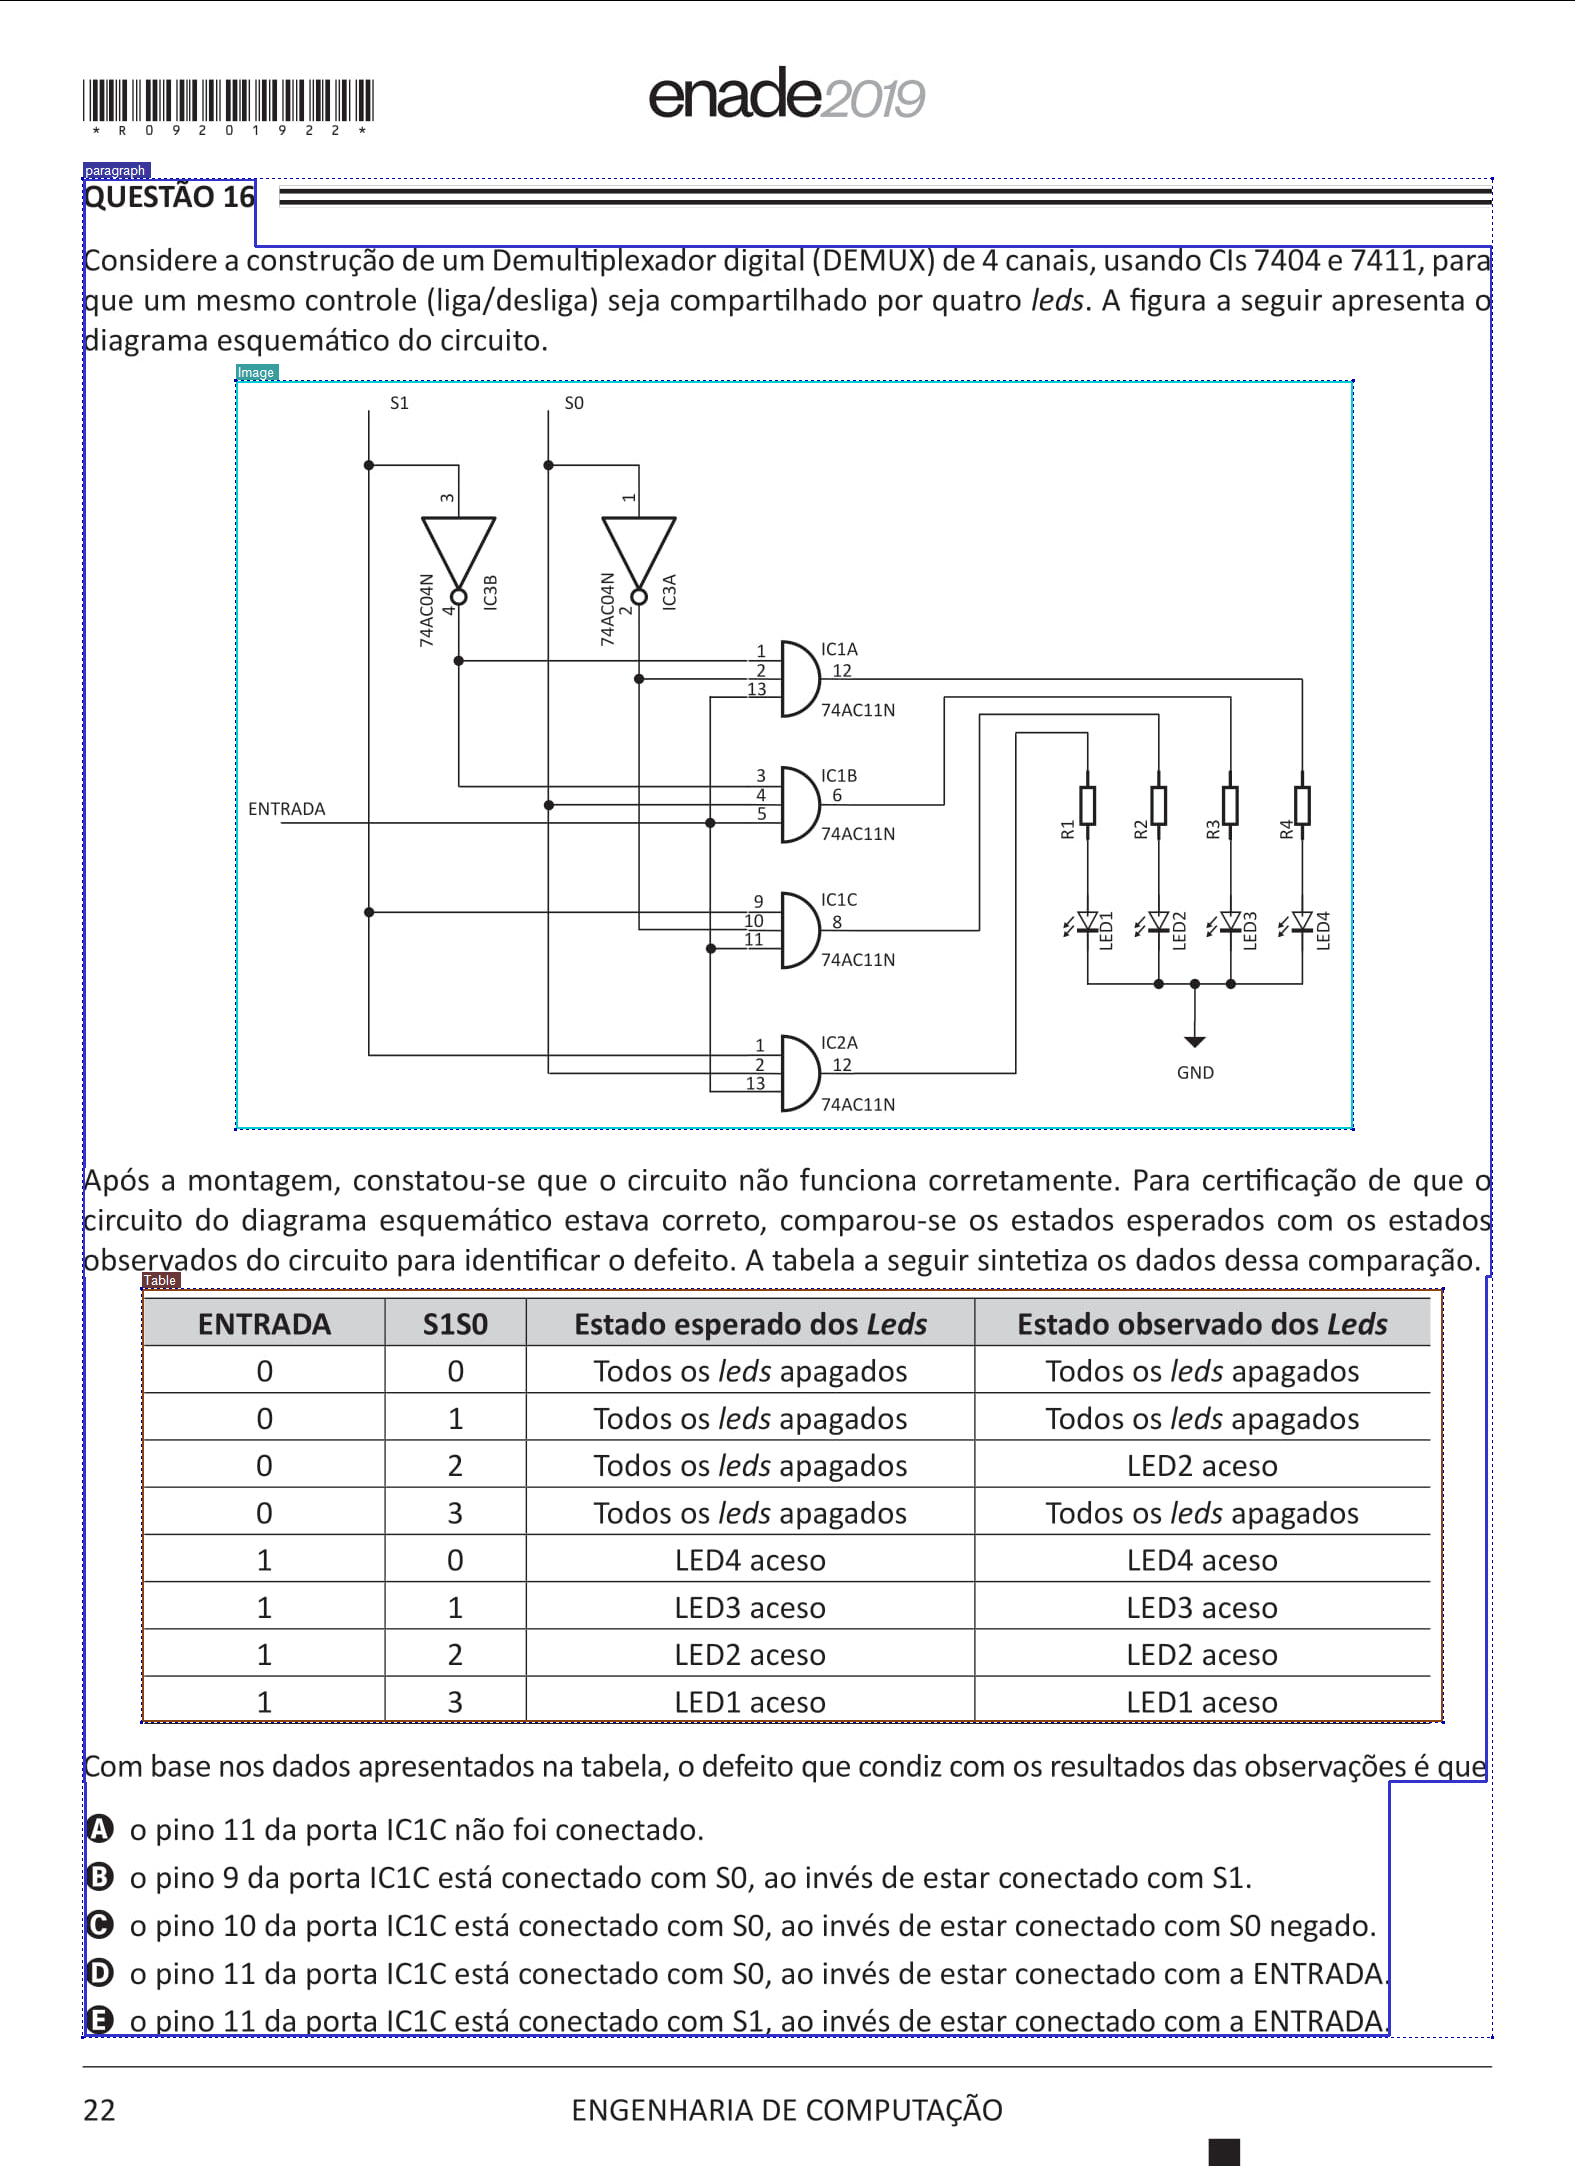 enade2019
*R09201922*
paragraph
QUESTÃO 16
Considere a construção de um Demultiplexador digital (DEMUX) de 4 canais, usando CIs 7404 e 7411, para
que um mesmo controle (liga/desliga) seja compartilhado por quatro leds. A figura a seguir apresenta o
diagrama esquemático do circuito.
Image
S1 S0
3 1
74AC04N 4 IC3B 74AC04N 2 IC3A
1 IC1A
2 12
13
74AC11N
3 IC1B
4 6
ENTRADA 5
74AC11N
R1 R2 R3 R4
9 IC1C
10 8
11
74AC11N
LED1 LED2 LED3 LED4
1 IC2A
2 12
13
74AC11N
GND
Após a montagem, constatou-se que o circuito não funciona corretamente. Para certificação de que o
circuito do diagrama esquemático estava correto, comparou-se os estados esperados com os estados
observados do circuito para identificar o defeito. A tabela a seguir sintetiza os dados dessa comparação.
Table
ENTRADA S1S0 Estado esperado dos Leds Estado observado dos Leds
0 0 Todos os leds apagados Todos os leds apagados
0 1 Todos os leds apagados Todos os leds apagados
0 2 Todos os leds apagados LED2 aceso
0 3 Todos os leds apagados Todos os leds apagados
1 0 LED4 aceso LED4 aceso
1 1 LED3 aceso LED3 aceso
1 2 LED2 aceso LED2 aceso
1 3 LED1 aceso LED1 aceso
Com base nos dados apresentados na tabela, o defeito que condiz com os resultados das observações é que
A o pino 11 da porta IC1C não foi conectado.
B o pino 9 da porta IC1C está conectado com S0, ao invés de estar conectado com S1.
C o pino 10 da porta IC1C está conectado com S0, ao invés de estar conectado com S0 negado.
D o pino 11 da porta IC1C está conectado com S0, ao invés de estar conectado com a ENTRADA.
E o pino 11 da porta IC1C está conectado com S1, ao invés de estar conectado com a ENTRADA.
22 ENGENHARIA DE COMPUTAÇÃO